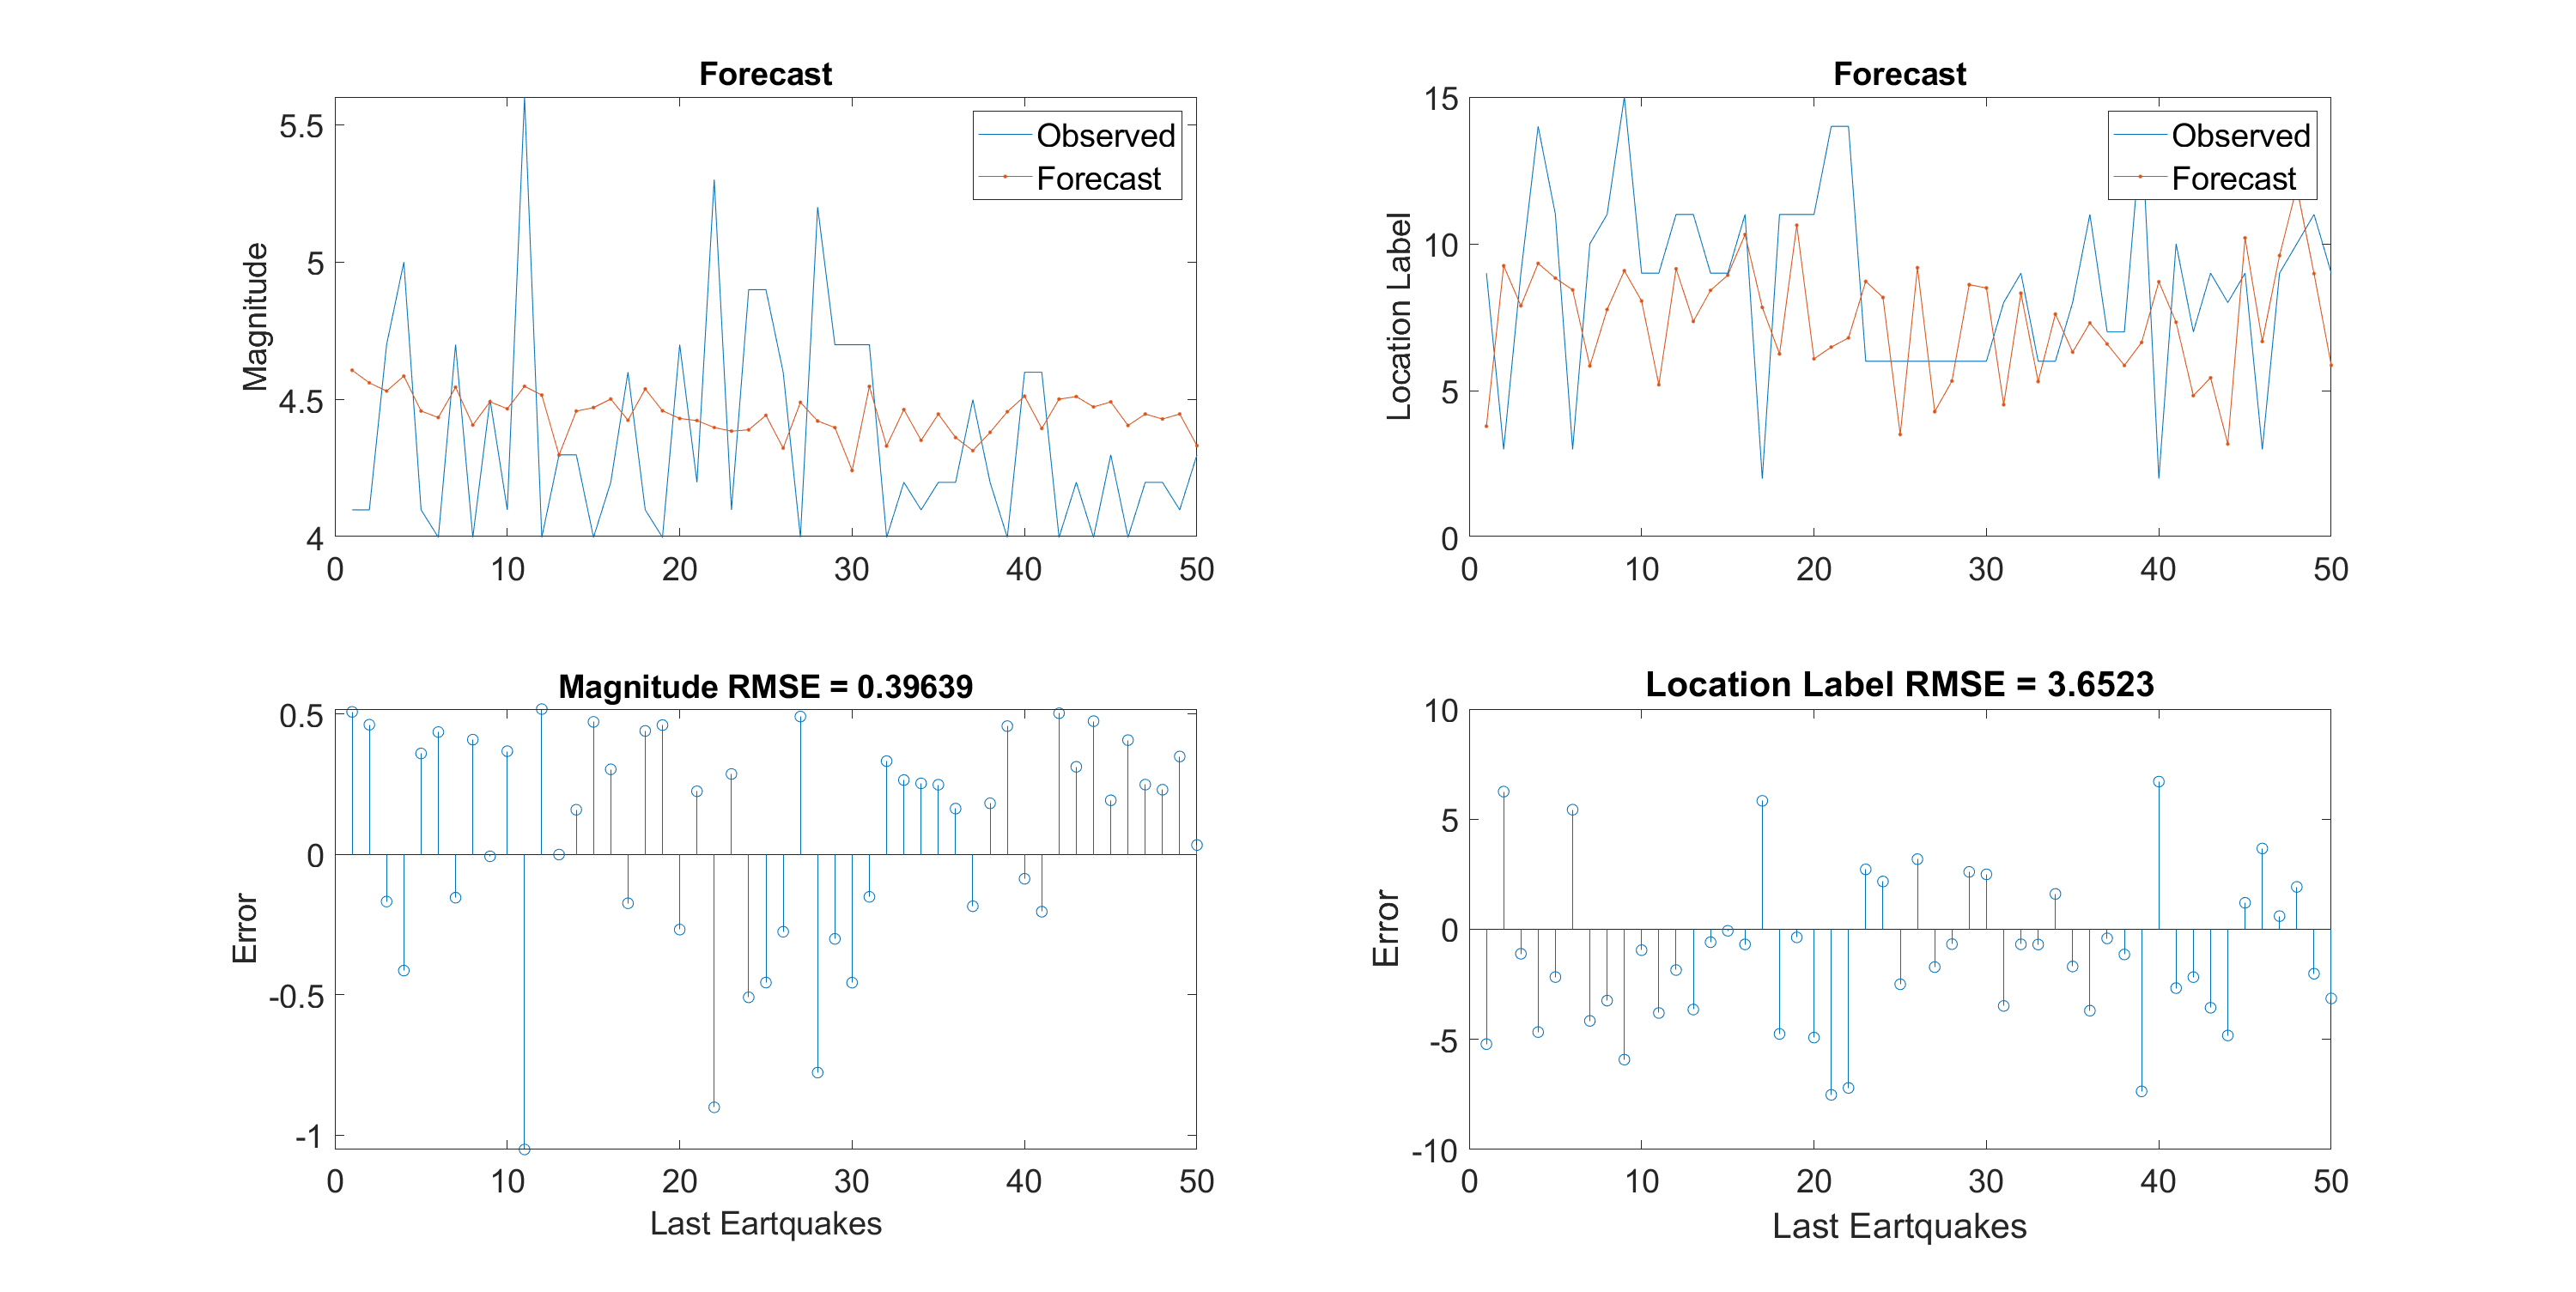 Forecast
5.5
5
4.5
4
Magnitude
Observed
Forecast
0 10 20 30 40 50
Forecast
15
10
5
0
Location Label
Observed
Forecast
0 10 20 30 40 50
Magnitude RMSE = 0.39639
0.5
0
-0.5
-1
Error
0 10 20 30 40 50
Last Eartquakes
Location Label RMSE = 3.6523
10
5
0
-5
-10
Error
0 10 20 30 40 50
Last Eartquakes